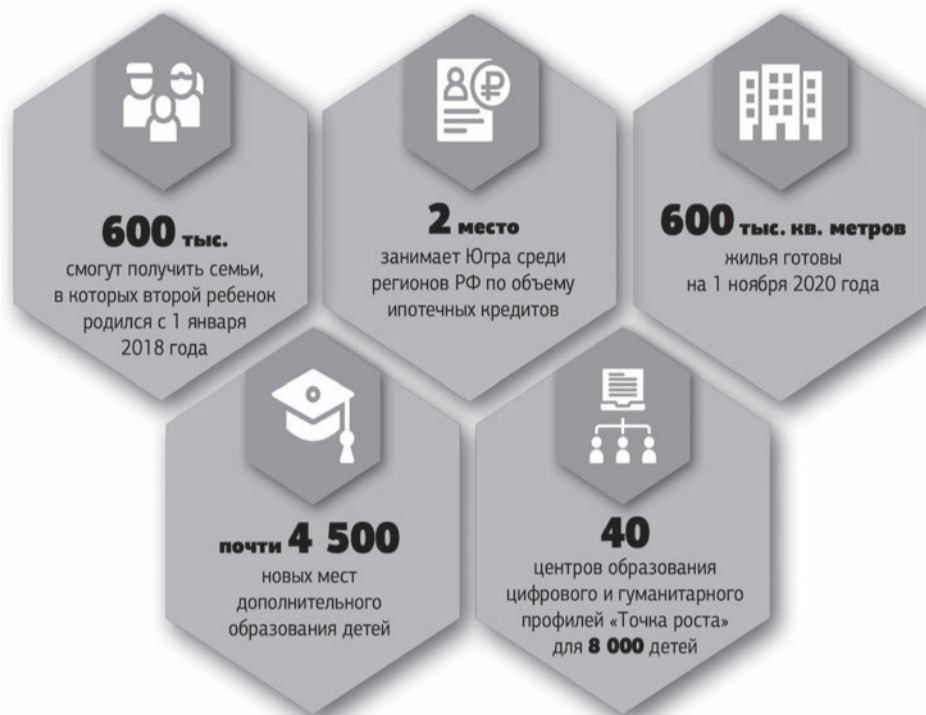 600 тыс.
смогут получить семьи,
в которых второй ребенок
родился с 1 января
2018 года
2 место
занимает Югра среди
регионов РФ по объему
ипотечных кредитов
600 тыс. кв. метров
жилья готовы
на 1 ноября 2020 года
почти 4 500
новых мест
дополнительного
образования детей
40
центров образования
цифрового и гуманитарного
профилей «Точка роста»
для 8 000 детей